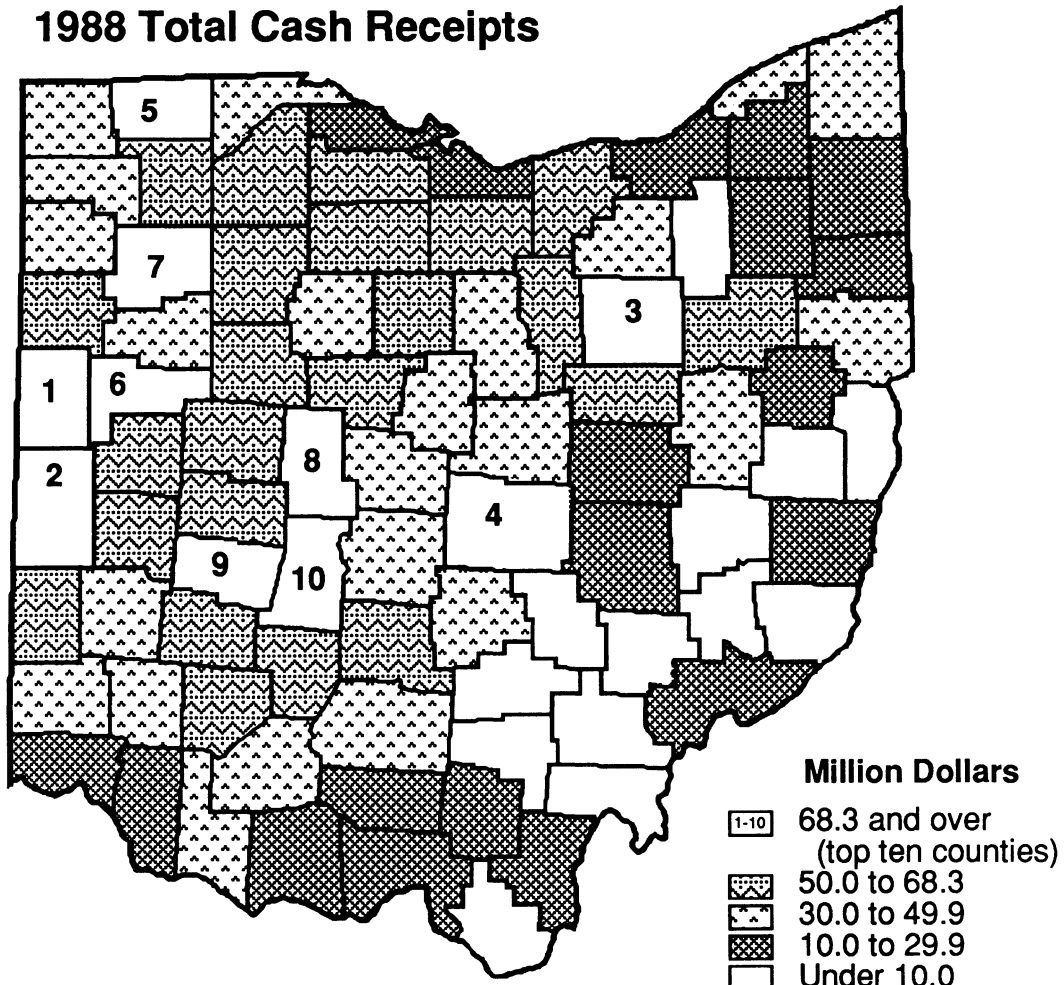 1988 Total Cash Receipts
5
7
3
1
6
2
8
4
9
10
Million Dollars
1-10 68.3 and over
(top ten counties)
50.0 to 68.3
30.0 to 49.9
10.0 to 29.9
Under 10.0